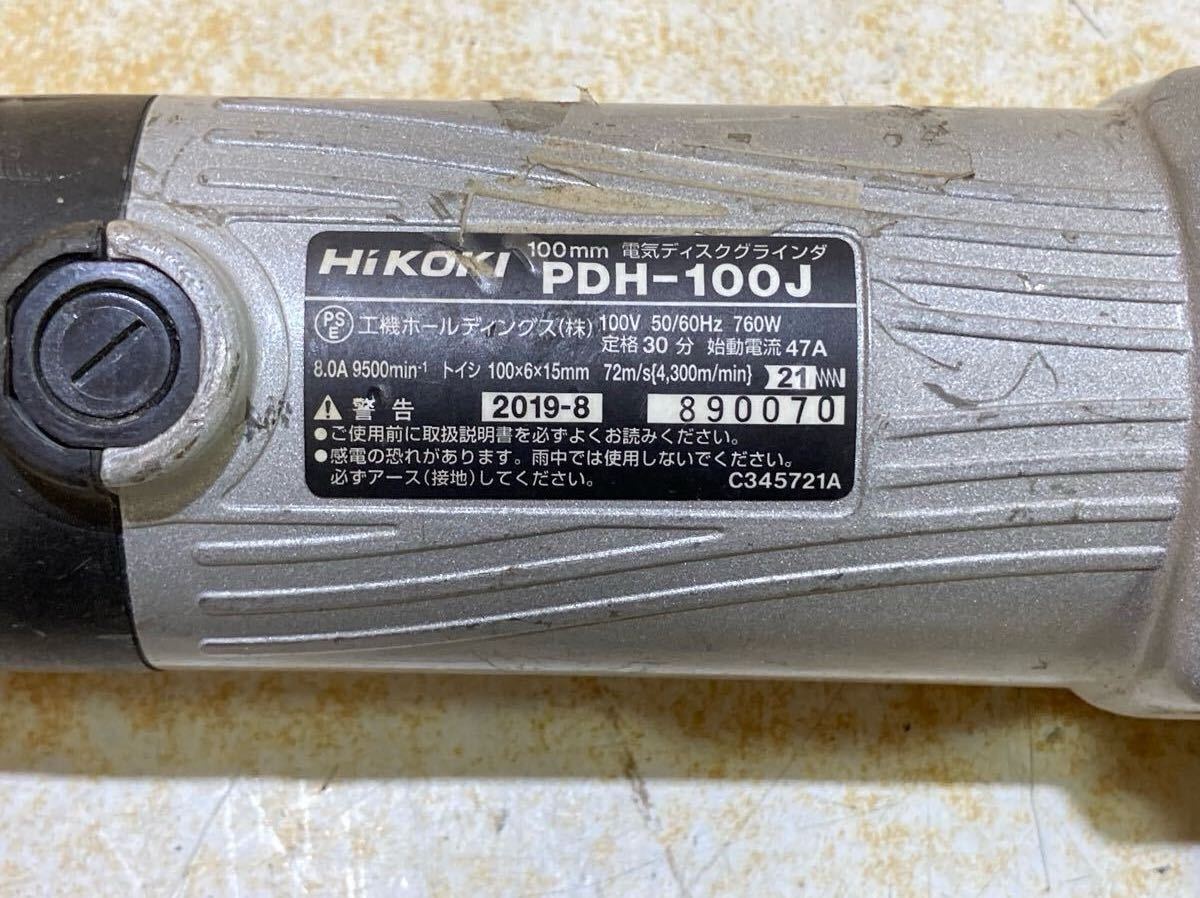 HiKOKI 100mm 電気ディスクグラインダ
PDH-100J
PSE 工機ホールディングス(株) 100V 50/60Hz 760W
定格30分 始動電流47A
8.0A 9500min⁻¹ トイシ 100×6×15mm 72m/s{4,300m/min} 21
⚠警告 2019-8 890070
●ご使用前に取扱説明書を必ずよくお読みください。
●感電の恐れがあります。雨中では使用しないでください。
必ずアース(接地)してください。 C345721A